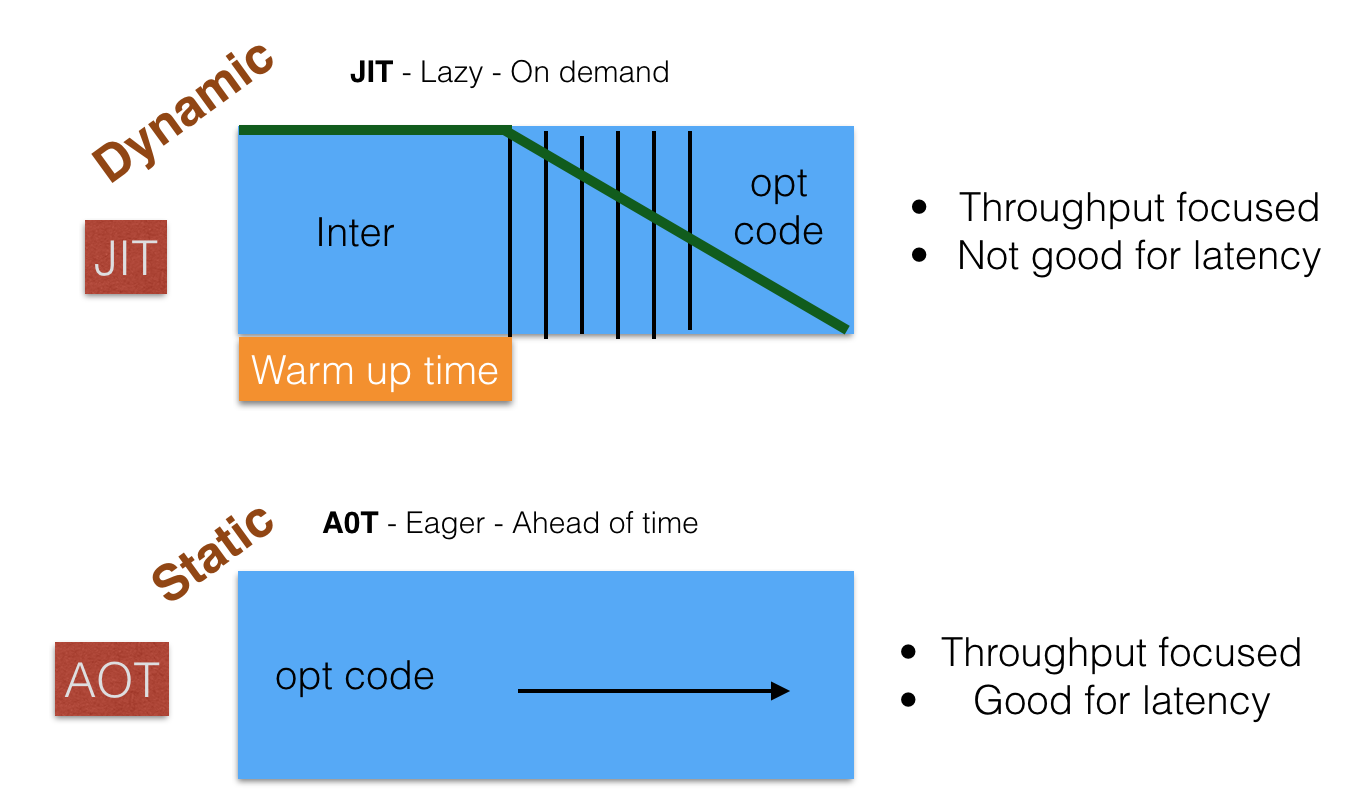 Dynamic
JIT - Lazy - On demand
JIT
Inter
opt
code
Warm up time
• Throughput focused
• Not good for latency
Static
A0T - Eager - Ahead of time
AOT
opt code
• Throughput focused
• Good for latency